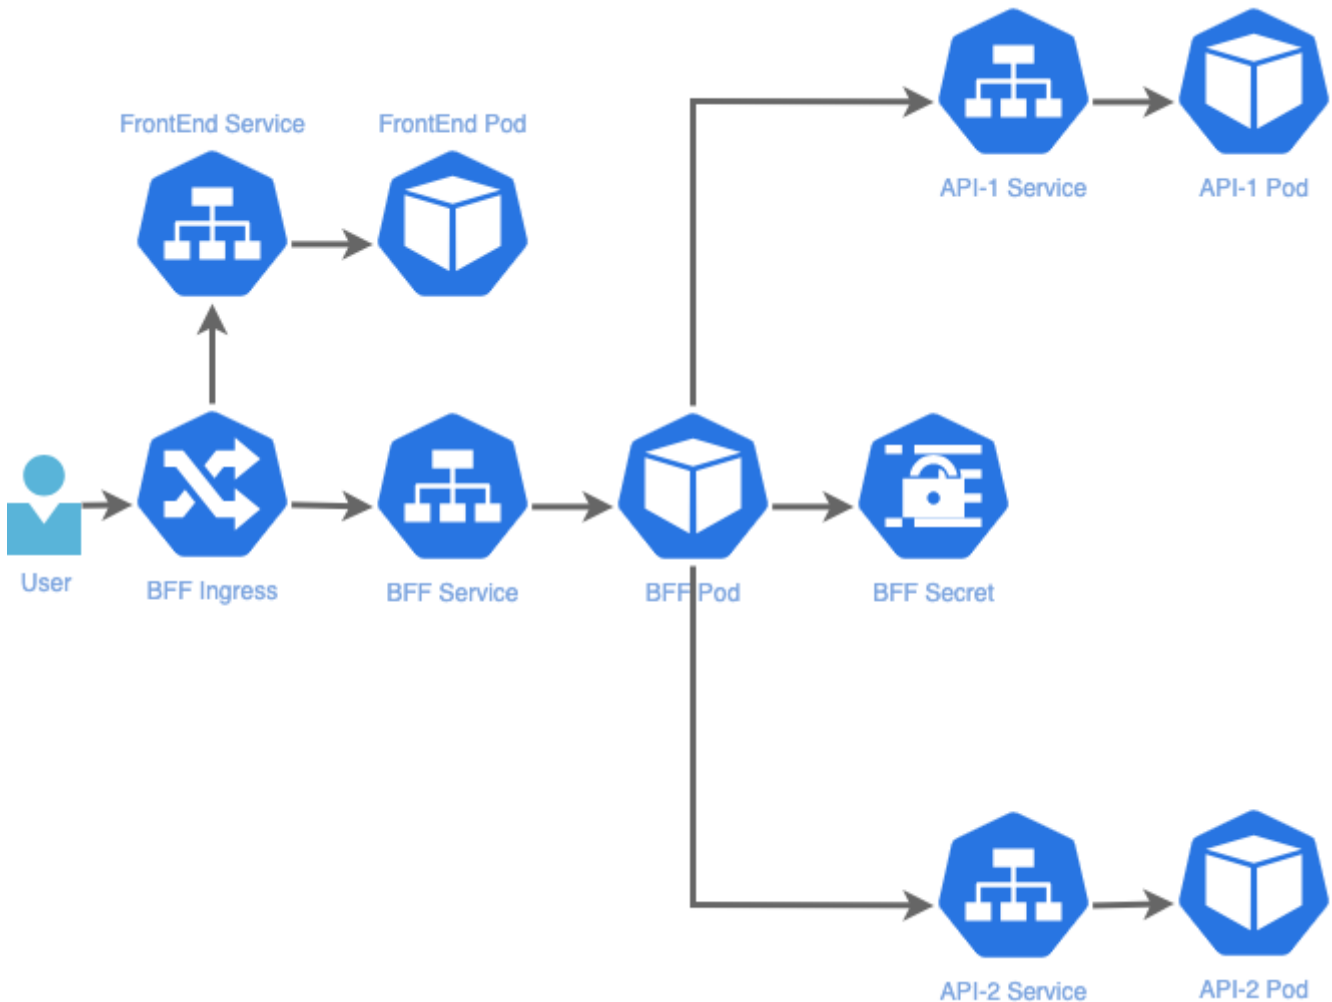 FrontEnd Service
FrontEnd Pod
API-1 Service
API-1 Pod
User
BFF Ingress
BFF Service
BFF Pod
BFF Secret
API-2 Service
API-2 Pod